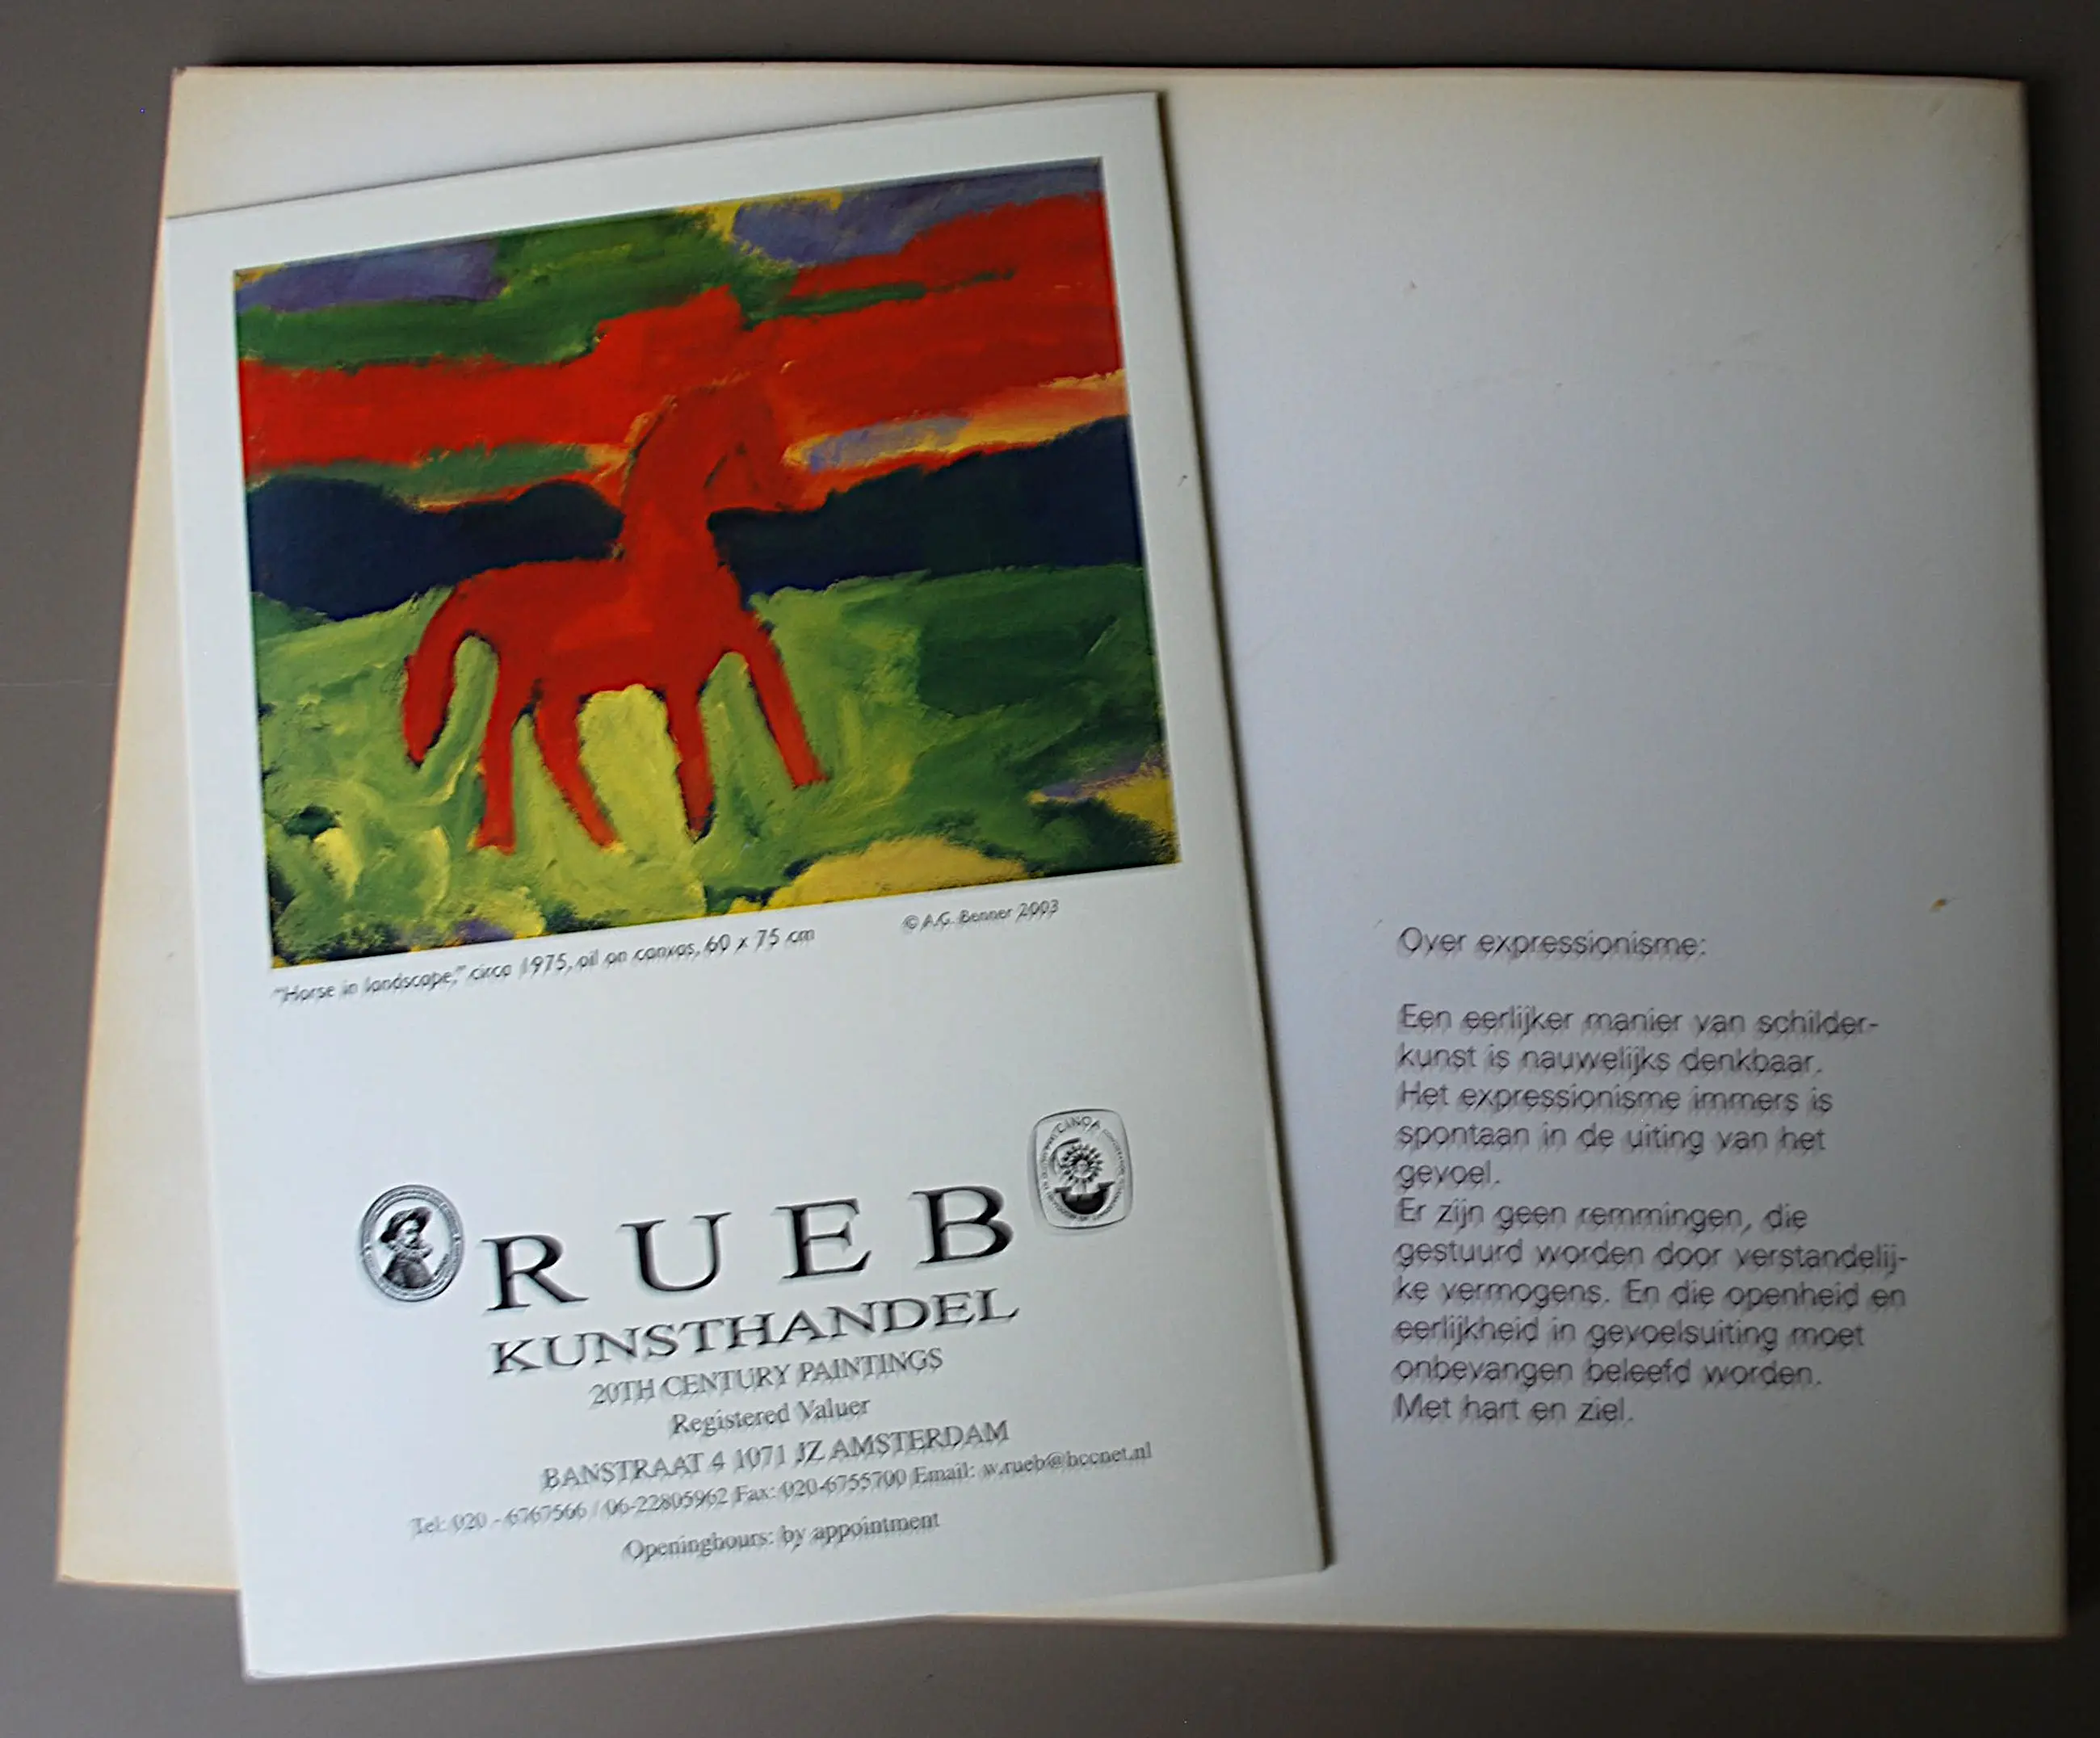 "Horse in landscape," circa 1975, oil on canvas, 60 x 75 cm
© A.G. Benner 2003
RUEB
CINOA
KUNSTHANDEL
20TH CENTURY PAINTINGS
Registered Valuer
BANSTRAAT 4 1071 JZ AMSTERDAM
Tel: 020 - 6767566 / 06-22805962 Fax: 020-6755700 Email: w.rueb@hccnet.nl
Openinghours: by appointment
Over expressionisme:
Een eerlijker manier van schilder-
kunst is nauwelijks denkbaar.
Het expressionisme immers is
spontaan in de uiting van het
gevoel.
Er zijn geen remmingen, die
gestuurd worden door verstandelij-
ke vermogens. En die openheid en
eerlijkheid in gevoelsuiting moet
onbevangen beleefd worden.
Met hart en ziel.